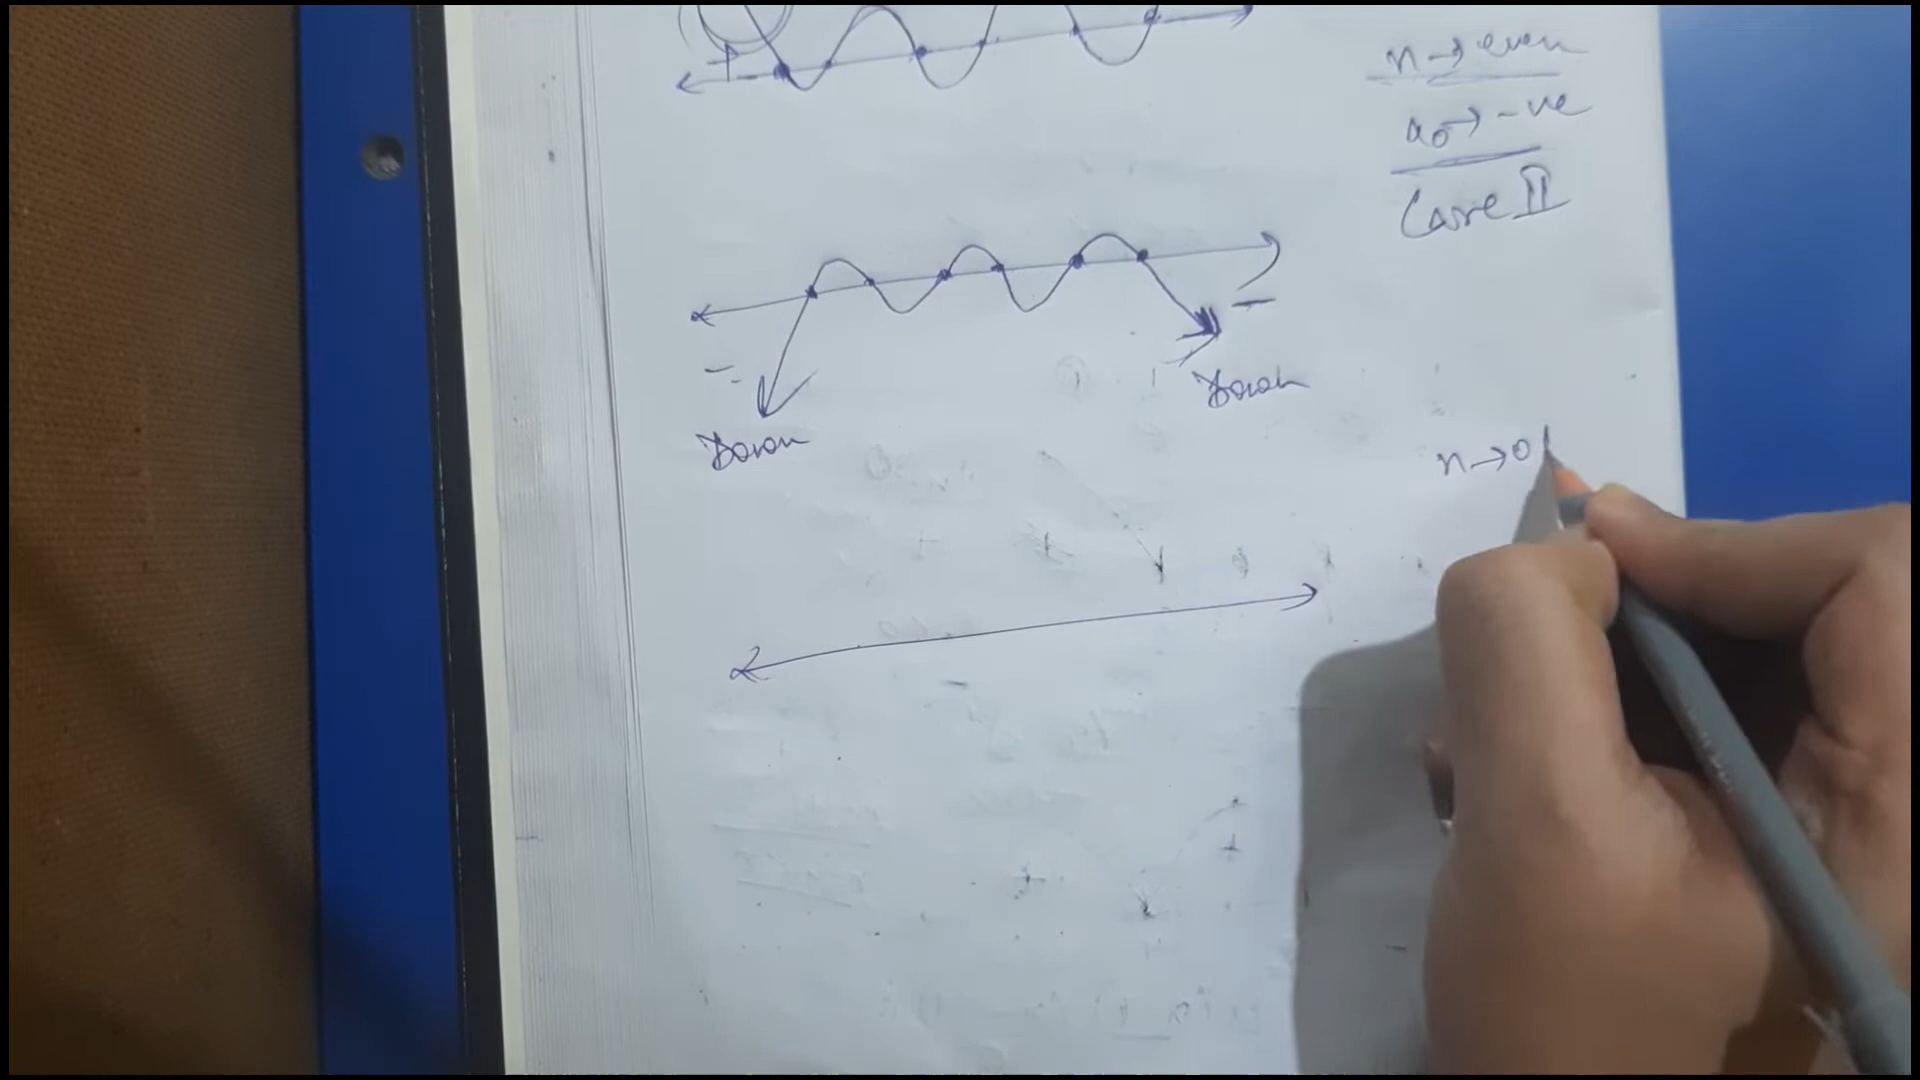 n → even
a₀ → -ve
Case II
Down
Down
n → o